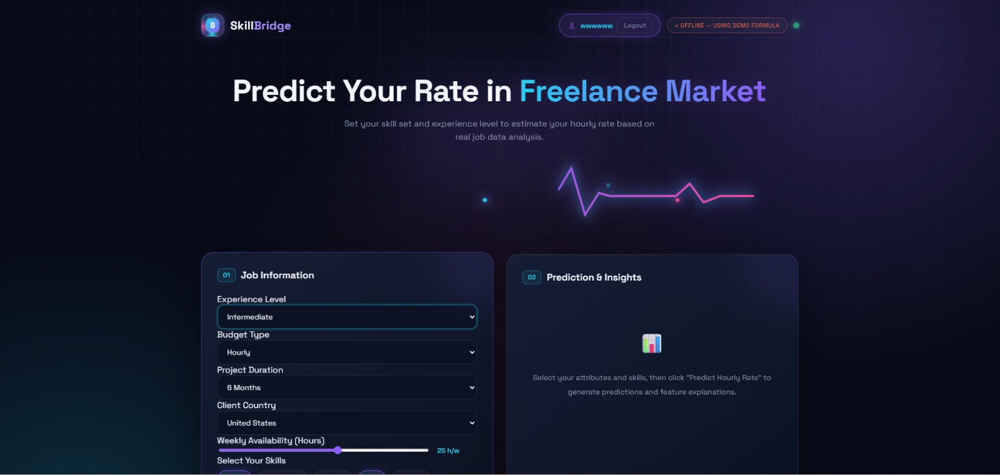 S SkillBridge
wwwwww Logout
OFFLINE — USING DEMO FORMULA
Predict Your Rate in Freelance Market
Set your skill set and experience level to estimate your hourly rate based on
real job data analysis.
01 Job Information
Experience Level
Intermediate
Budget Type
Hourly
Project Duration
6 Months
Client Country
United States
Weekly Availability (Hours)
25 h/w
Select Your Skills
02 Prediction & Insights
Select your attributes and skills, then click "Predict Hourly Rate" to
generate predictions and feature explanations.